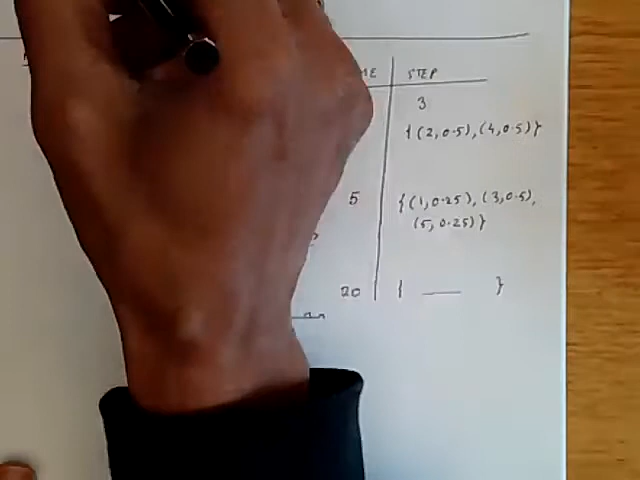 STEP
3
{(2,0.5),(4,0.5)}
5 {(1,0.25),(3,0.5),
(5,0.25)}
20 { ___ }